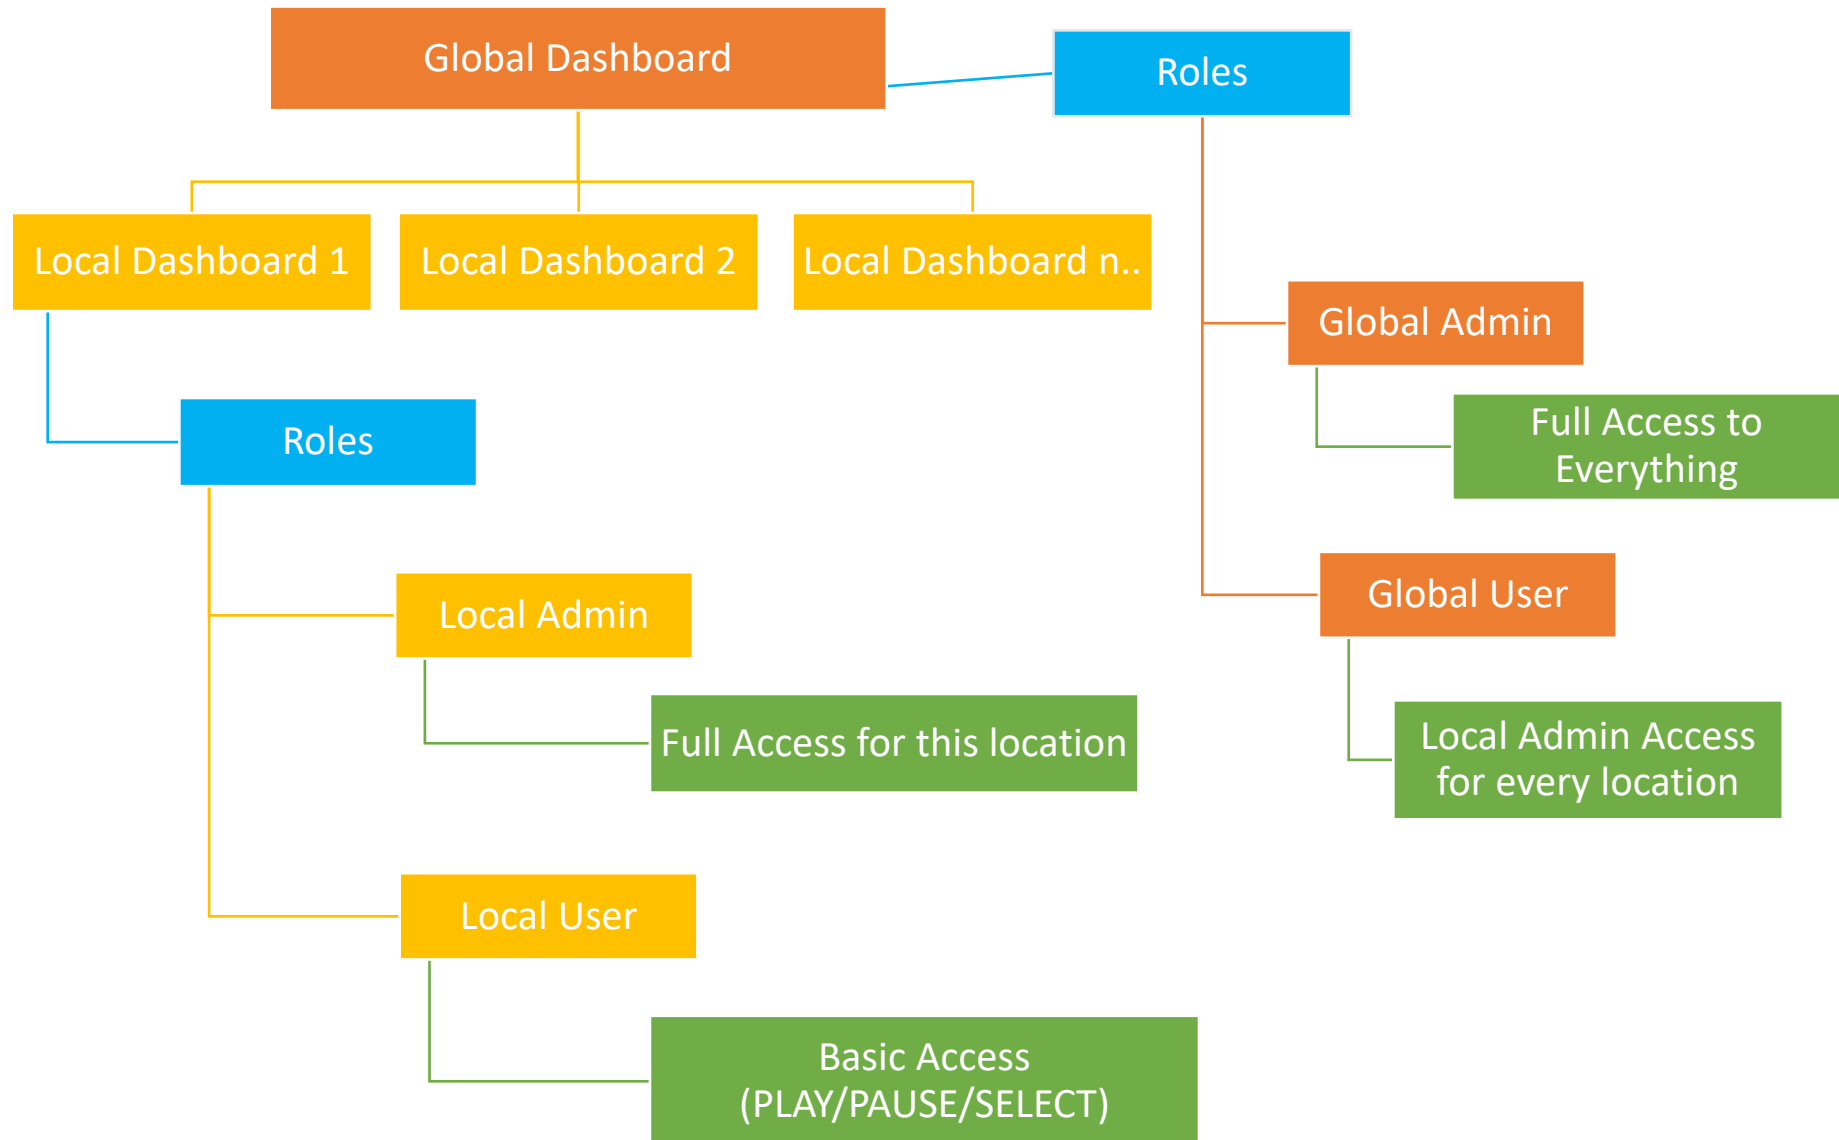 Global Dashboard
Roles
Local Dashboard 1
Local Dashboard 2
Local Dashboard n..
Global Admin
Full Access to
Everything
Roles
Global User
Local Admin
Local Admin Access
for every location
Full Access for this location
Local User
Basic Access
(PLAY/PAUSE/SELECT)